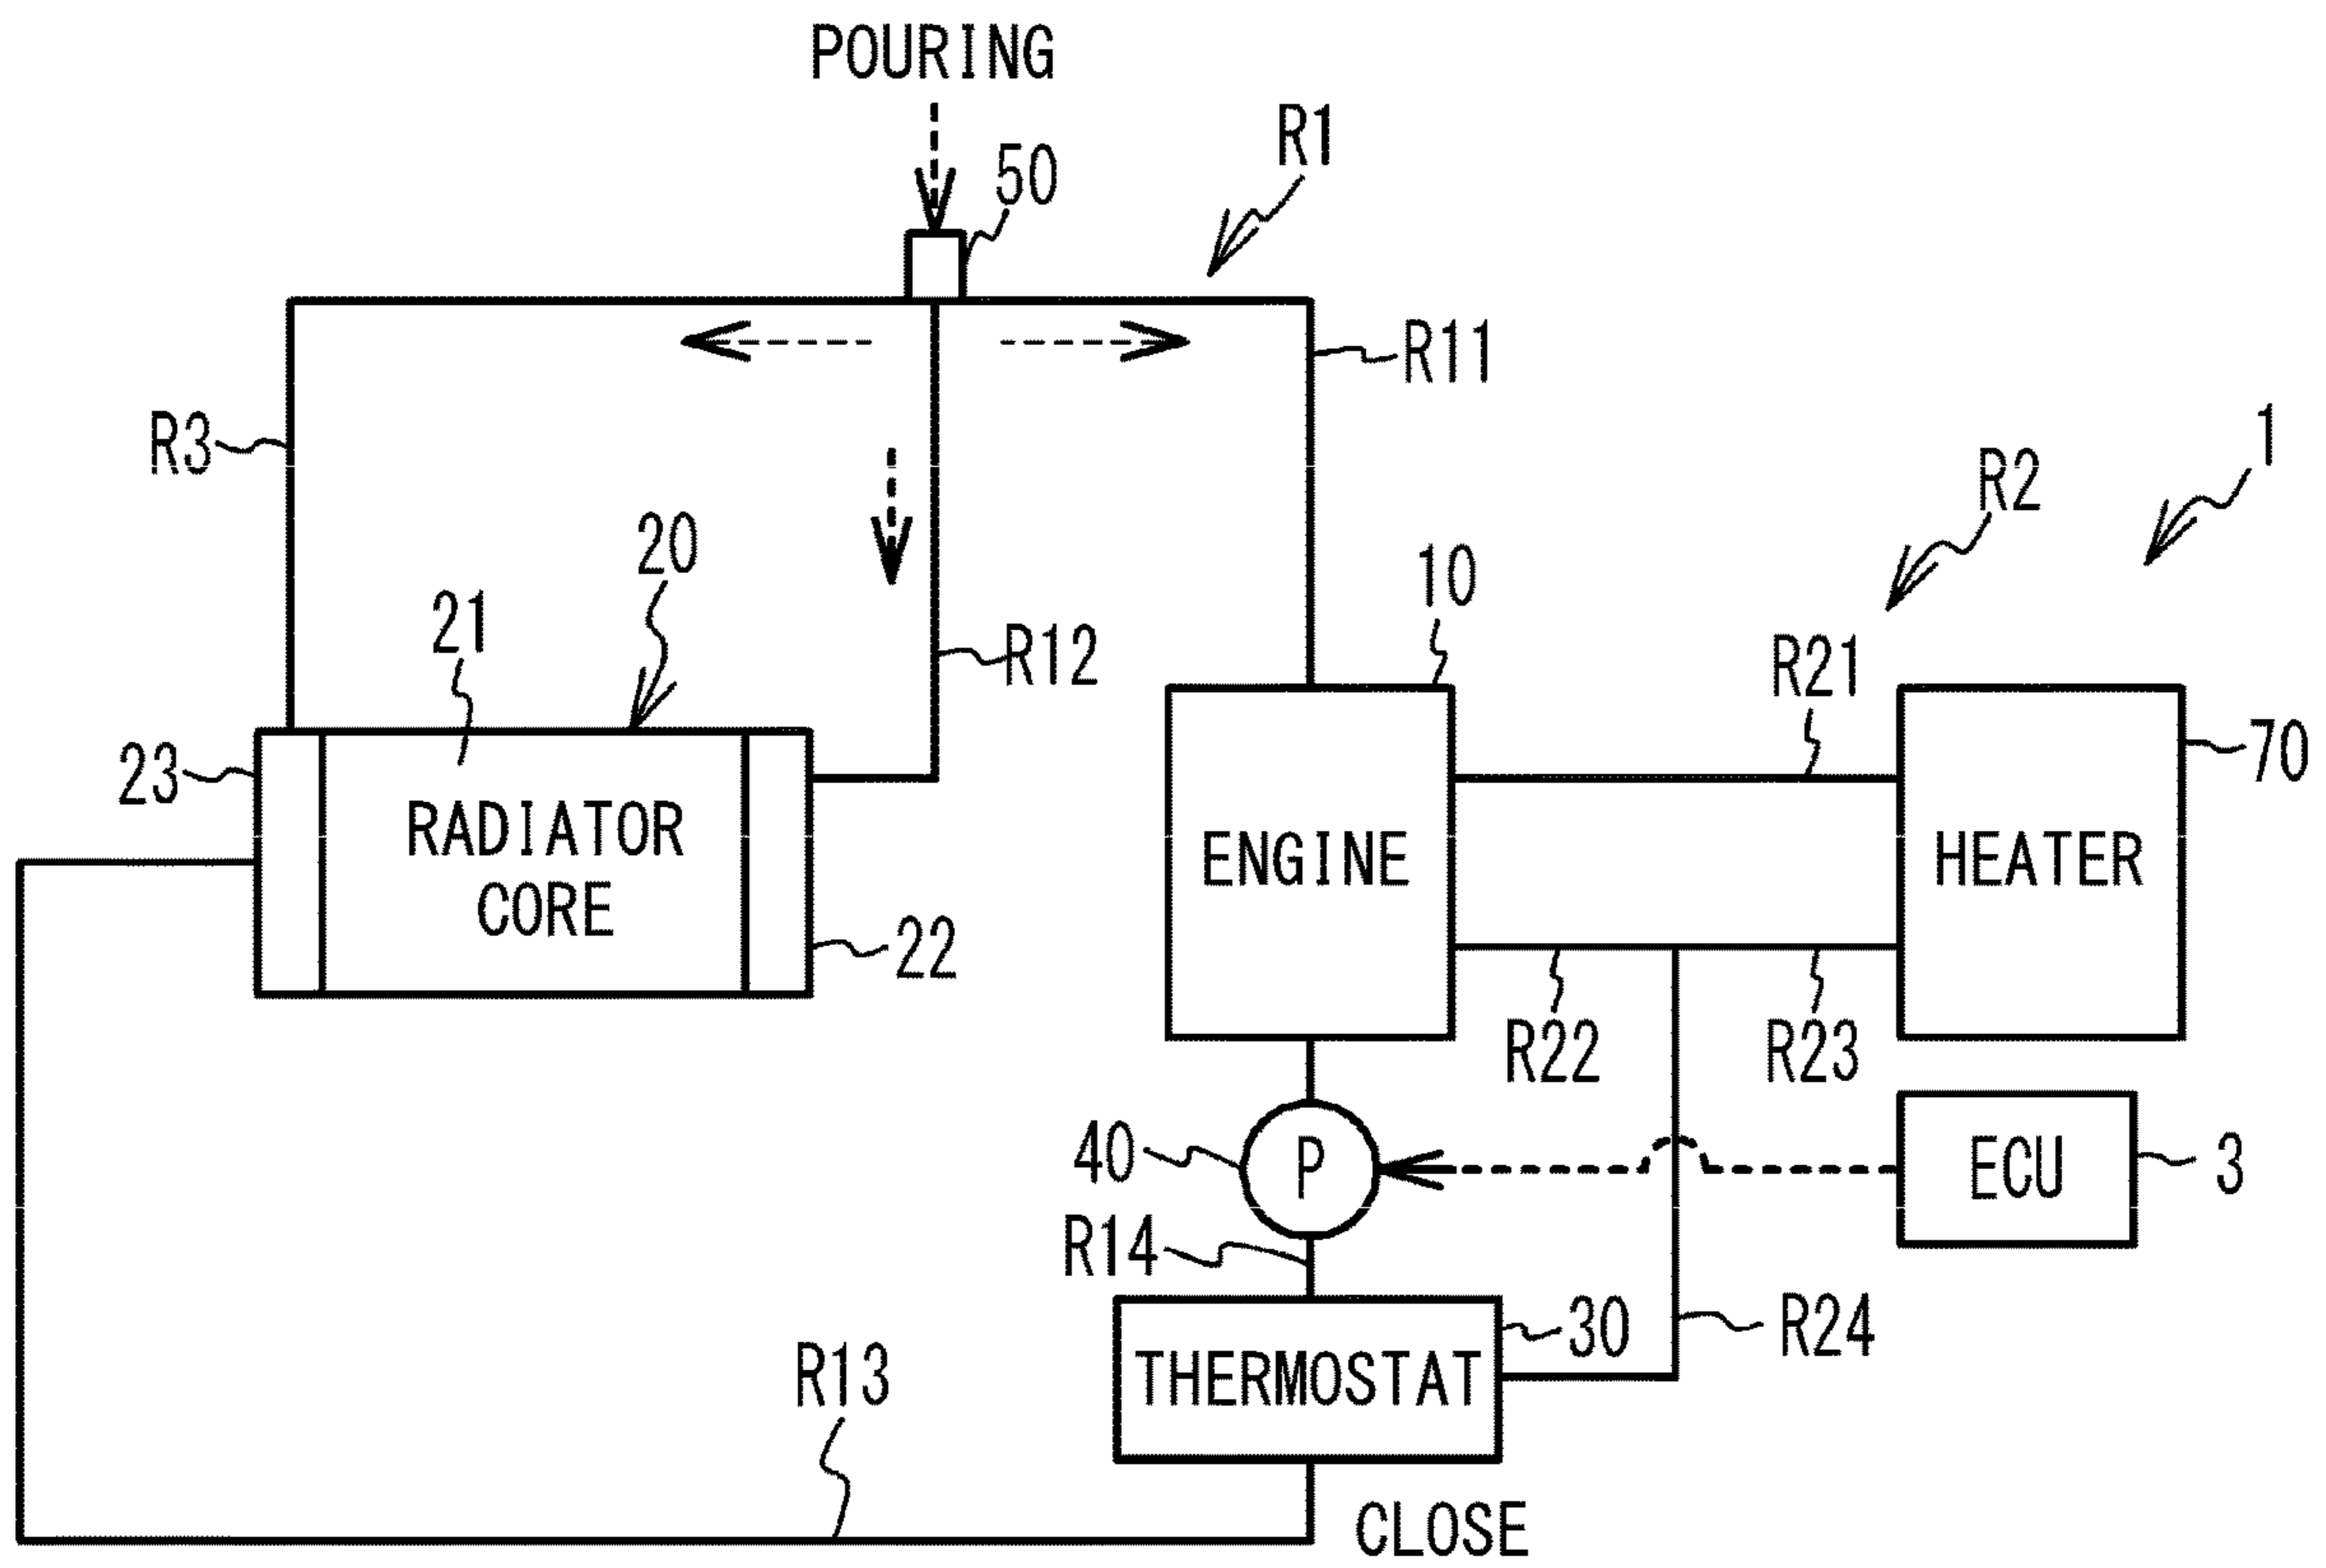 POURING
50
R1
R11
R3
R2
1
20
21
R12
10
R21
23
70
RADIATOR
CORE
ENGINE
HEATER
22
R22
R23
40
P
ECU
3
R14
30
R24
THERMOSTAT
R13
CLOSE